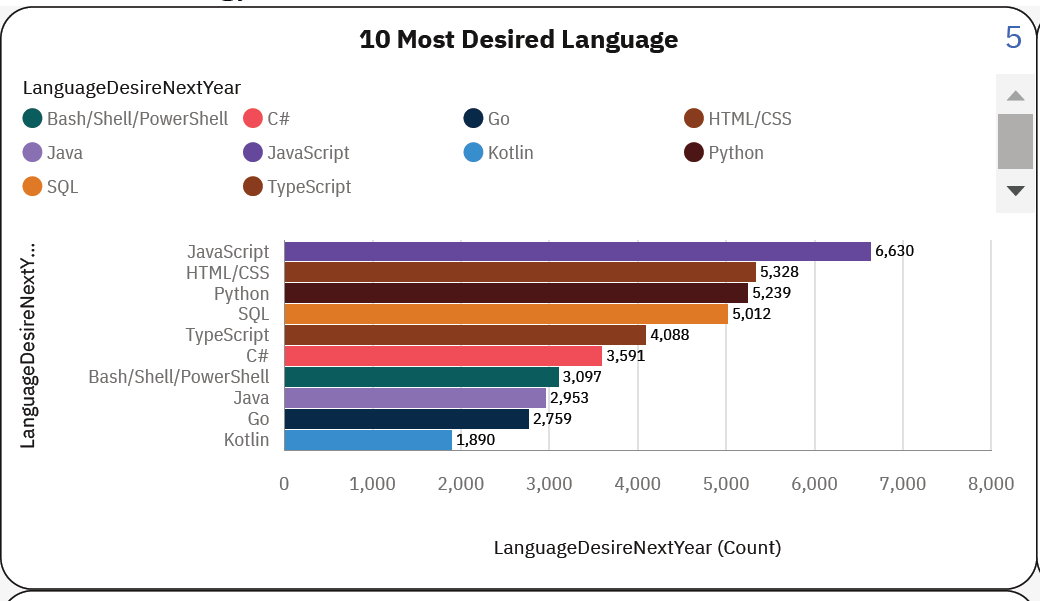 10 Most Desired Language
5
LanguageDesireNextYear
Bash/Shell/PowerShell C# Go HTML/CSS
Java JavaScript Kotlin Python
SQL TypeScript
LanguageDesireNextY...
JavaScript 6,630
HTML/CSS 5,328
Python 5,239
SQL 5,012
TypeScript 4,088
C# 3,591
Bash/Shell/PowerShell 3,097
Java 2,953
Go 2,759
Kotlin 1,890
0 1,000 2,000 3,000 4,000 5,000 6,000 7,000 8,000
LanguageDesireNextYear (Count)